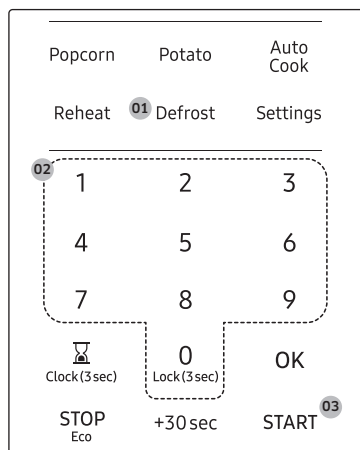 Popcorn Potato Auto Cook
Reheat 01 Defrost Settings
02
1 2 3
4 5 6
7 8 9
0 OK
Clock(3 sec) Lock(3 sec)
STOP +30 sec START 03
Eco